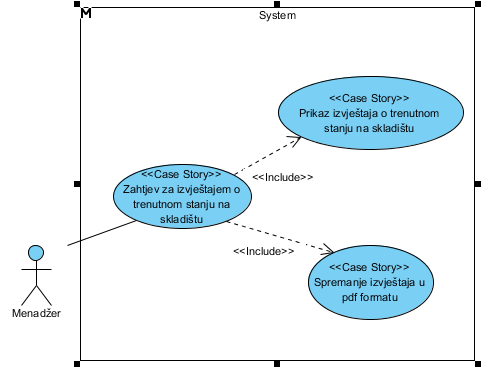 M
System
<<Case Story>>
Prikaz izvještaja o trenutnom
stanju na skladištu
<<Include>>
<<Case Story>>
Zahtjev za izvještajem o
trenutnom stanju na
skladištu
<<Include>>
<<Case Story>>
Spremanje izvještaja u
pdf formatu
Menadžer